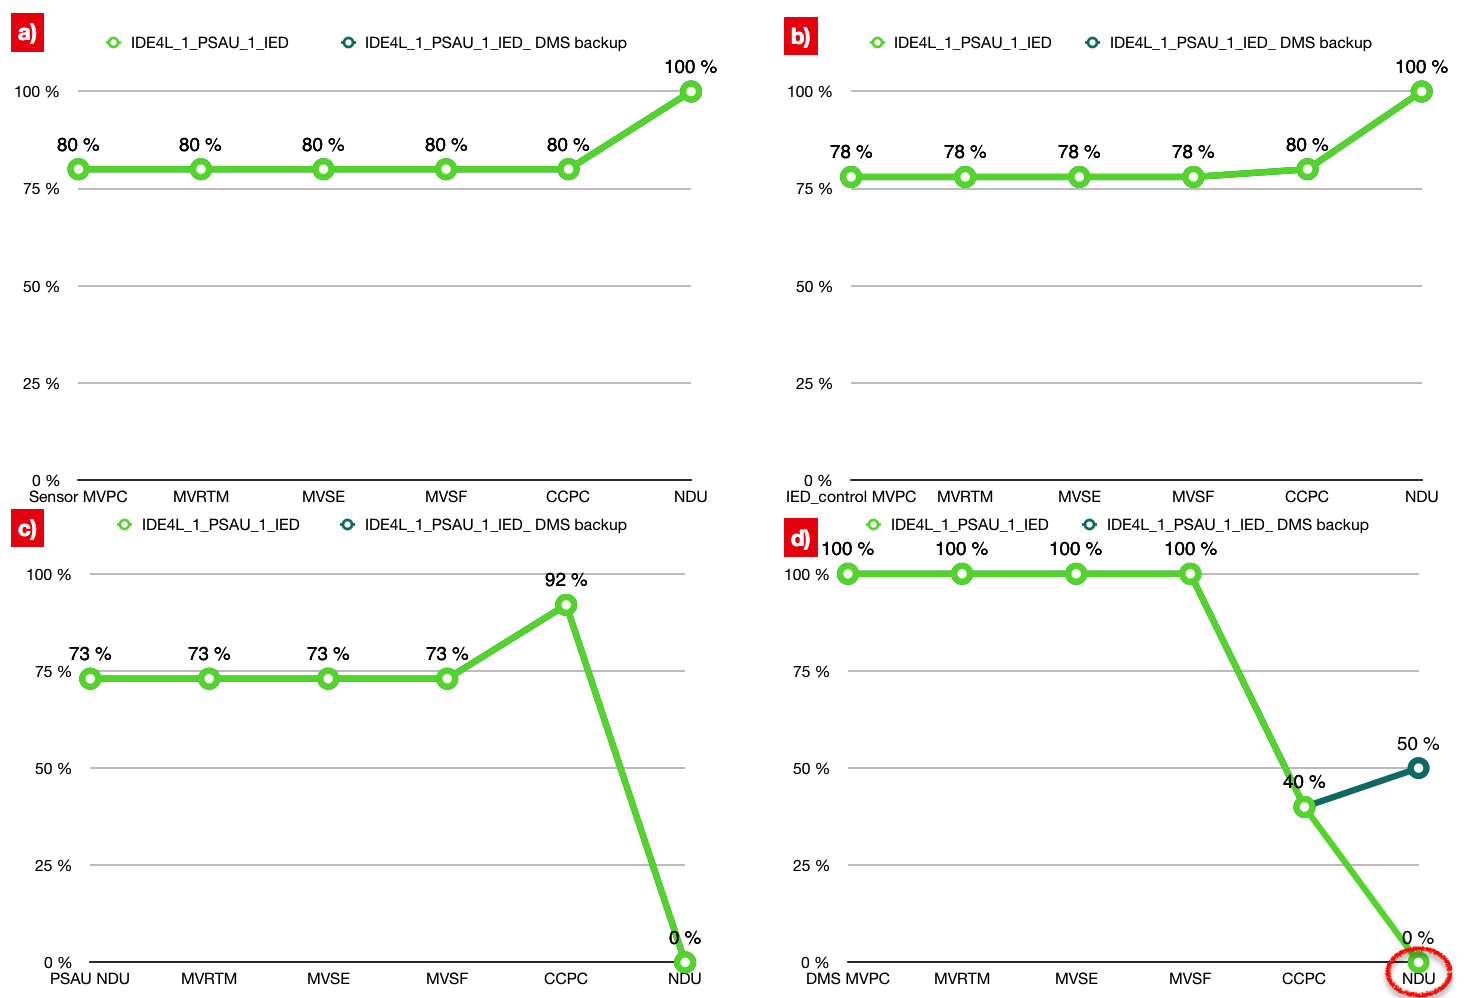 a)
IDE4L_1_PSAU_1_IED IDE4L_1_PSAU_1_IED_ DMS backup
100 %
100 %
80 % 80 % 80 % 80 % 80 %
75 %
50 %
25 %
0 %
Sensor MVPC MVRTM MVSE MVSF CCPC NDU
b)
IDE4L_1_PSAU_1_IED IDE4L_1_PSAU_1_IED_ DMS backup
100 %
100 %
78 % 78 % 78 % 78 % 80 %
75 %
50 %
25 %
0 %
IED_control MVPC MVRTM MVSE MVSF CCPC NDU
c)
IDE4L_1_PSAU_1_IED IDE4L_1_PSAU_1_IED_ DMS backup
100 %
92 %
73 % 73 % 73 % 73 %
75 %
50 %
25 %
0 %
0 %
PSAU NDU MVRTM MVSE MVSF CCPC NDU
d)
IDE4L_1_PSAU_1_IED IDE4L_1_PSAU_1_IED_ DMS backup
100 % 100 % 100 % 100 %
100 %
75 %
50 %
50 %
40 %
25 %
0 %
0 %
DMS MVPC MVRTM MVSE MVSF CCPC NDU